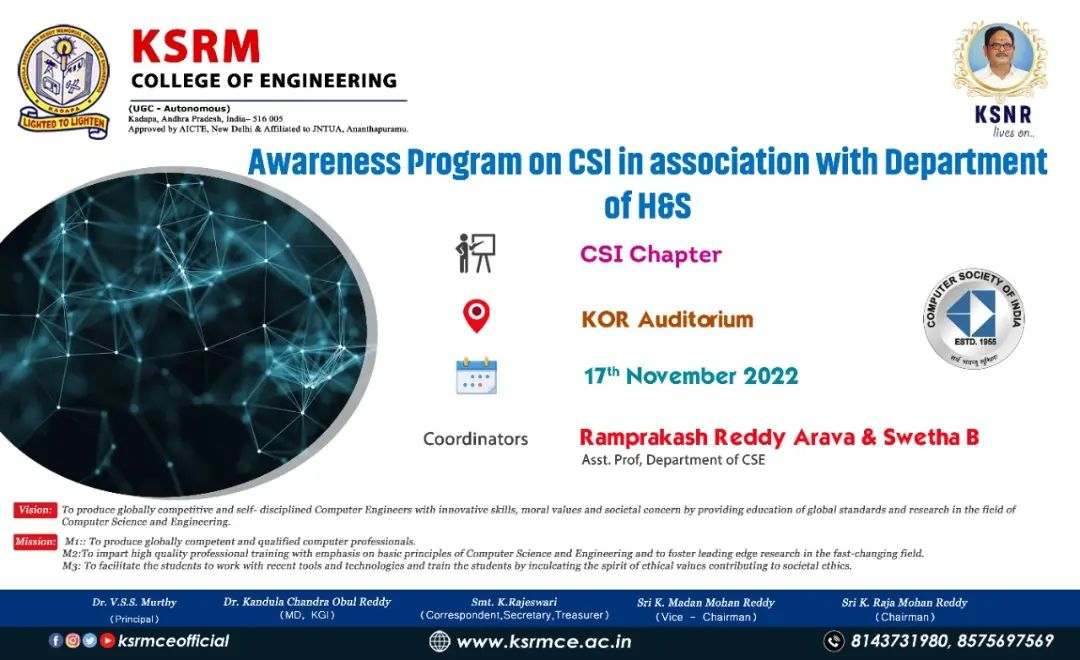 KSRM
COLLEGE OF ENGINEERING
(UGC - Autonomous)
Kadapa, Andhra Pradesh, India– 516 005
Approved by AICTE, New Delhi & Affiliated to JNTUA, Ananthapuramu.
KADAPA
LIGHTED TO LIGHTEN
KSNR
lives on..
Awareness Program on CSI in association with Department
of H&S
CSI Chapter
KOR Auditorium
17th November 2022
COMPUTER SOCIETY OF INDIA
ESTD. 1965
Coordinators
Ramprakash Reddy Arava & Swetha B
Asst. Prof, Department of CSE
Vision: To produce globally competitive and self- disciplined Computer Engineers with innovative skills, moral values and societal concern by providing education of global standards and research in the field of
Computer Science and Engineering.
Mission: M1:: To produce globally competent and qualified computer professionals.
M2:To impart high quality professional training with emphasis on basic principles of Computer Science and Engineering and to foster leading edge research in the fast-changing field.
M3: To facilitate the students to work with recent tools and technologies and train the students by inculcating the spirit of ethical values contributing to societal ethics.
Dr. V.S.S. Murthy
(Principal)
Dr. Kandula Chandra Obul Reddy
(MD, KGI)
Smt. K.Rajeswari
(Correspondent,Secretary,Treasurer)
Sri K. Madan Mohan Reddy
(Vice - Chairman)
Sri K. Raja Mohan Reddy
(Chairman)
ksrmceofficial
www.ksrmce.ac.in
8143731980, 8575697569